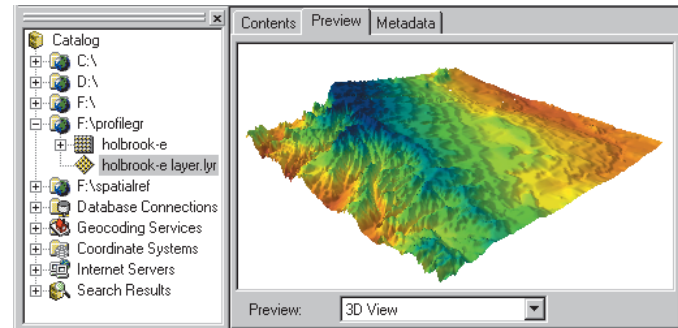 Catalog
C:\
D:\
F:\
F:\profilegr
holbrook-e
holbrook-e layer.lyr
F:\spatialref
Database Connections
Geocoding Services
Coordinate Systems
Internet Servers
Search Results
Contents Preview Metadata
Preview: 3D View